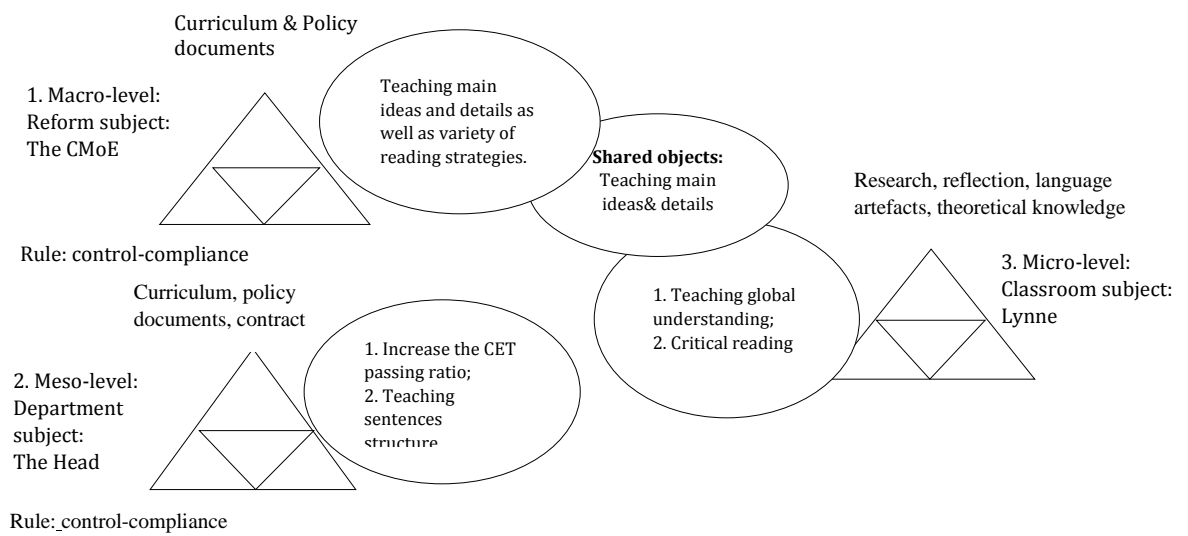 Curriculum & Policy
documents
1. Macro-level:
Reform subject:
The CMoE
Teaching main
ideas and details as
well as variety of
reading strategies.
Shared objects:
Teaching main
ideas& details
Research, reflection, language
artefacts, theoretical knowledge
Rule: control-compliance
3. Micro-level:
Classroom subject:
Lynne
Curriculum, policy
documents, contract
1. Teaching global
understanding;
2. Critical reading
2. Meso-level:
Department
subject:
The Head
1. Increase the CET
passing ratio;
2. Teaching
sentences
structure
Rule: control-compliance